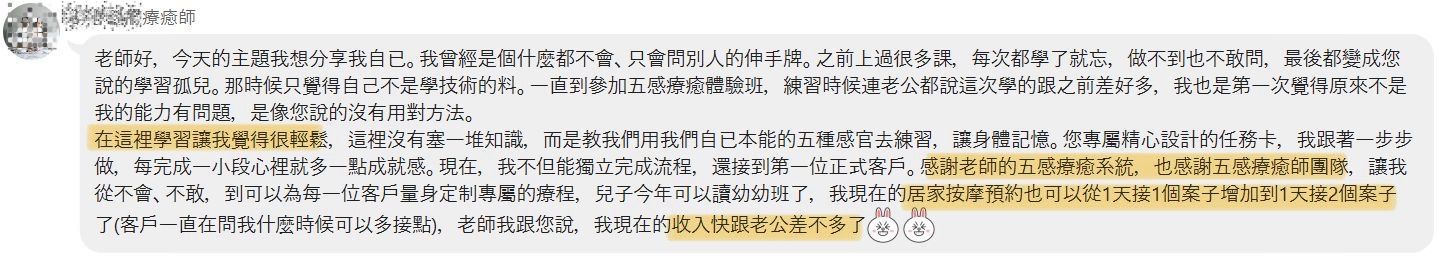 療癒師
老師好，今天的主題我想分享我自已。我曾經是個什麼都不會、只會問別人的伸手牌。之前上過很多課，每次都學了就忘，做不到也不敢問，最後都變成您
說的學習孤兒。那時候只覺得自己不是學技術的料。一直到參加五感療癒體驗班，練習時候連老公都說這次學的跟之前差好多，我也是第一次覺得原來不是
我的能力有問題，是像您說的沒有用對方法。
在這裡學習讓我覺得很輕鬆，這裡沒有塞一堆知識，而是教我們用我們自已本能的五種感官去練習，讓身體記憶。您專屬精心設計的任務卡，我跟著一步步
做，每完成一小段心裡就多一點成就感。現在，我不但能獨立完成流程，還接到第一位正式客戶。感謝老師的五感療癒系統，也感謝五感療癒師團隊，讓我
從不會、不敢，到可以為每一位客戶量身定制專屬的療程，兒子今年可以讀幼幼班了，我現在的居家按摩預約也可以從1天接1個案子增加到1天接2個案子
了(客戶一直在問我什麼時候可以多接點)，老師我跟您說，我現在的收入快跟老公差不多了